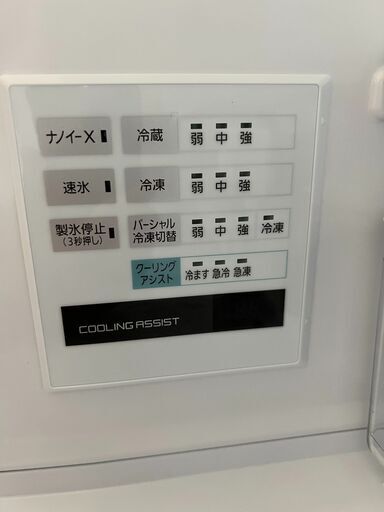 ナノイーX 冷蔵 弱 中 強
速氷 冷凍 弱 中 強
製氷停止 パーシャル 弱 中 強 冷凍
(3秒押し) 冷凍切替
クーリング 冷ます 急冷 急凍
アシスト
COOLING ASSIST